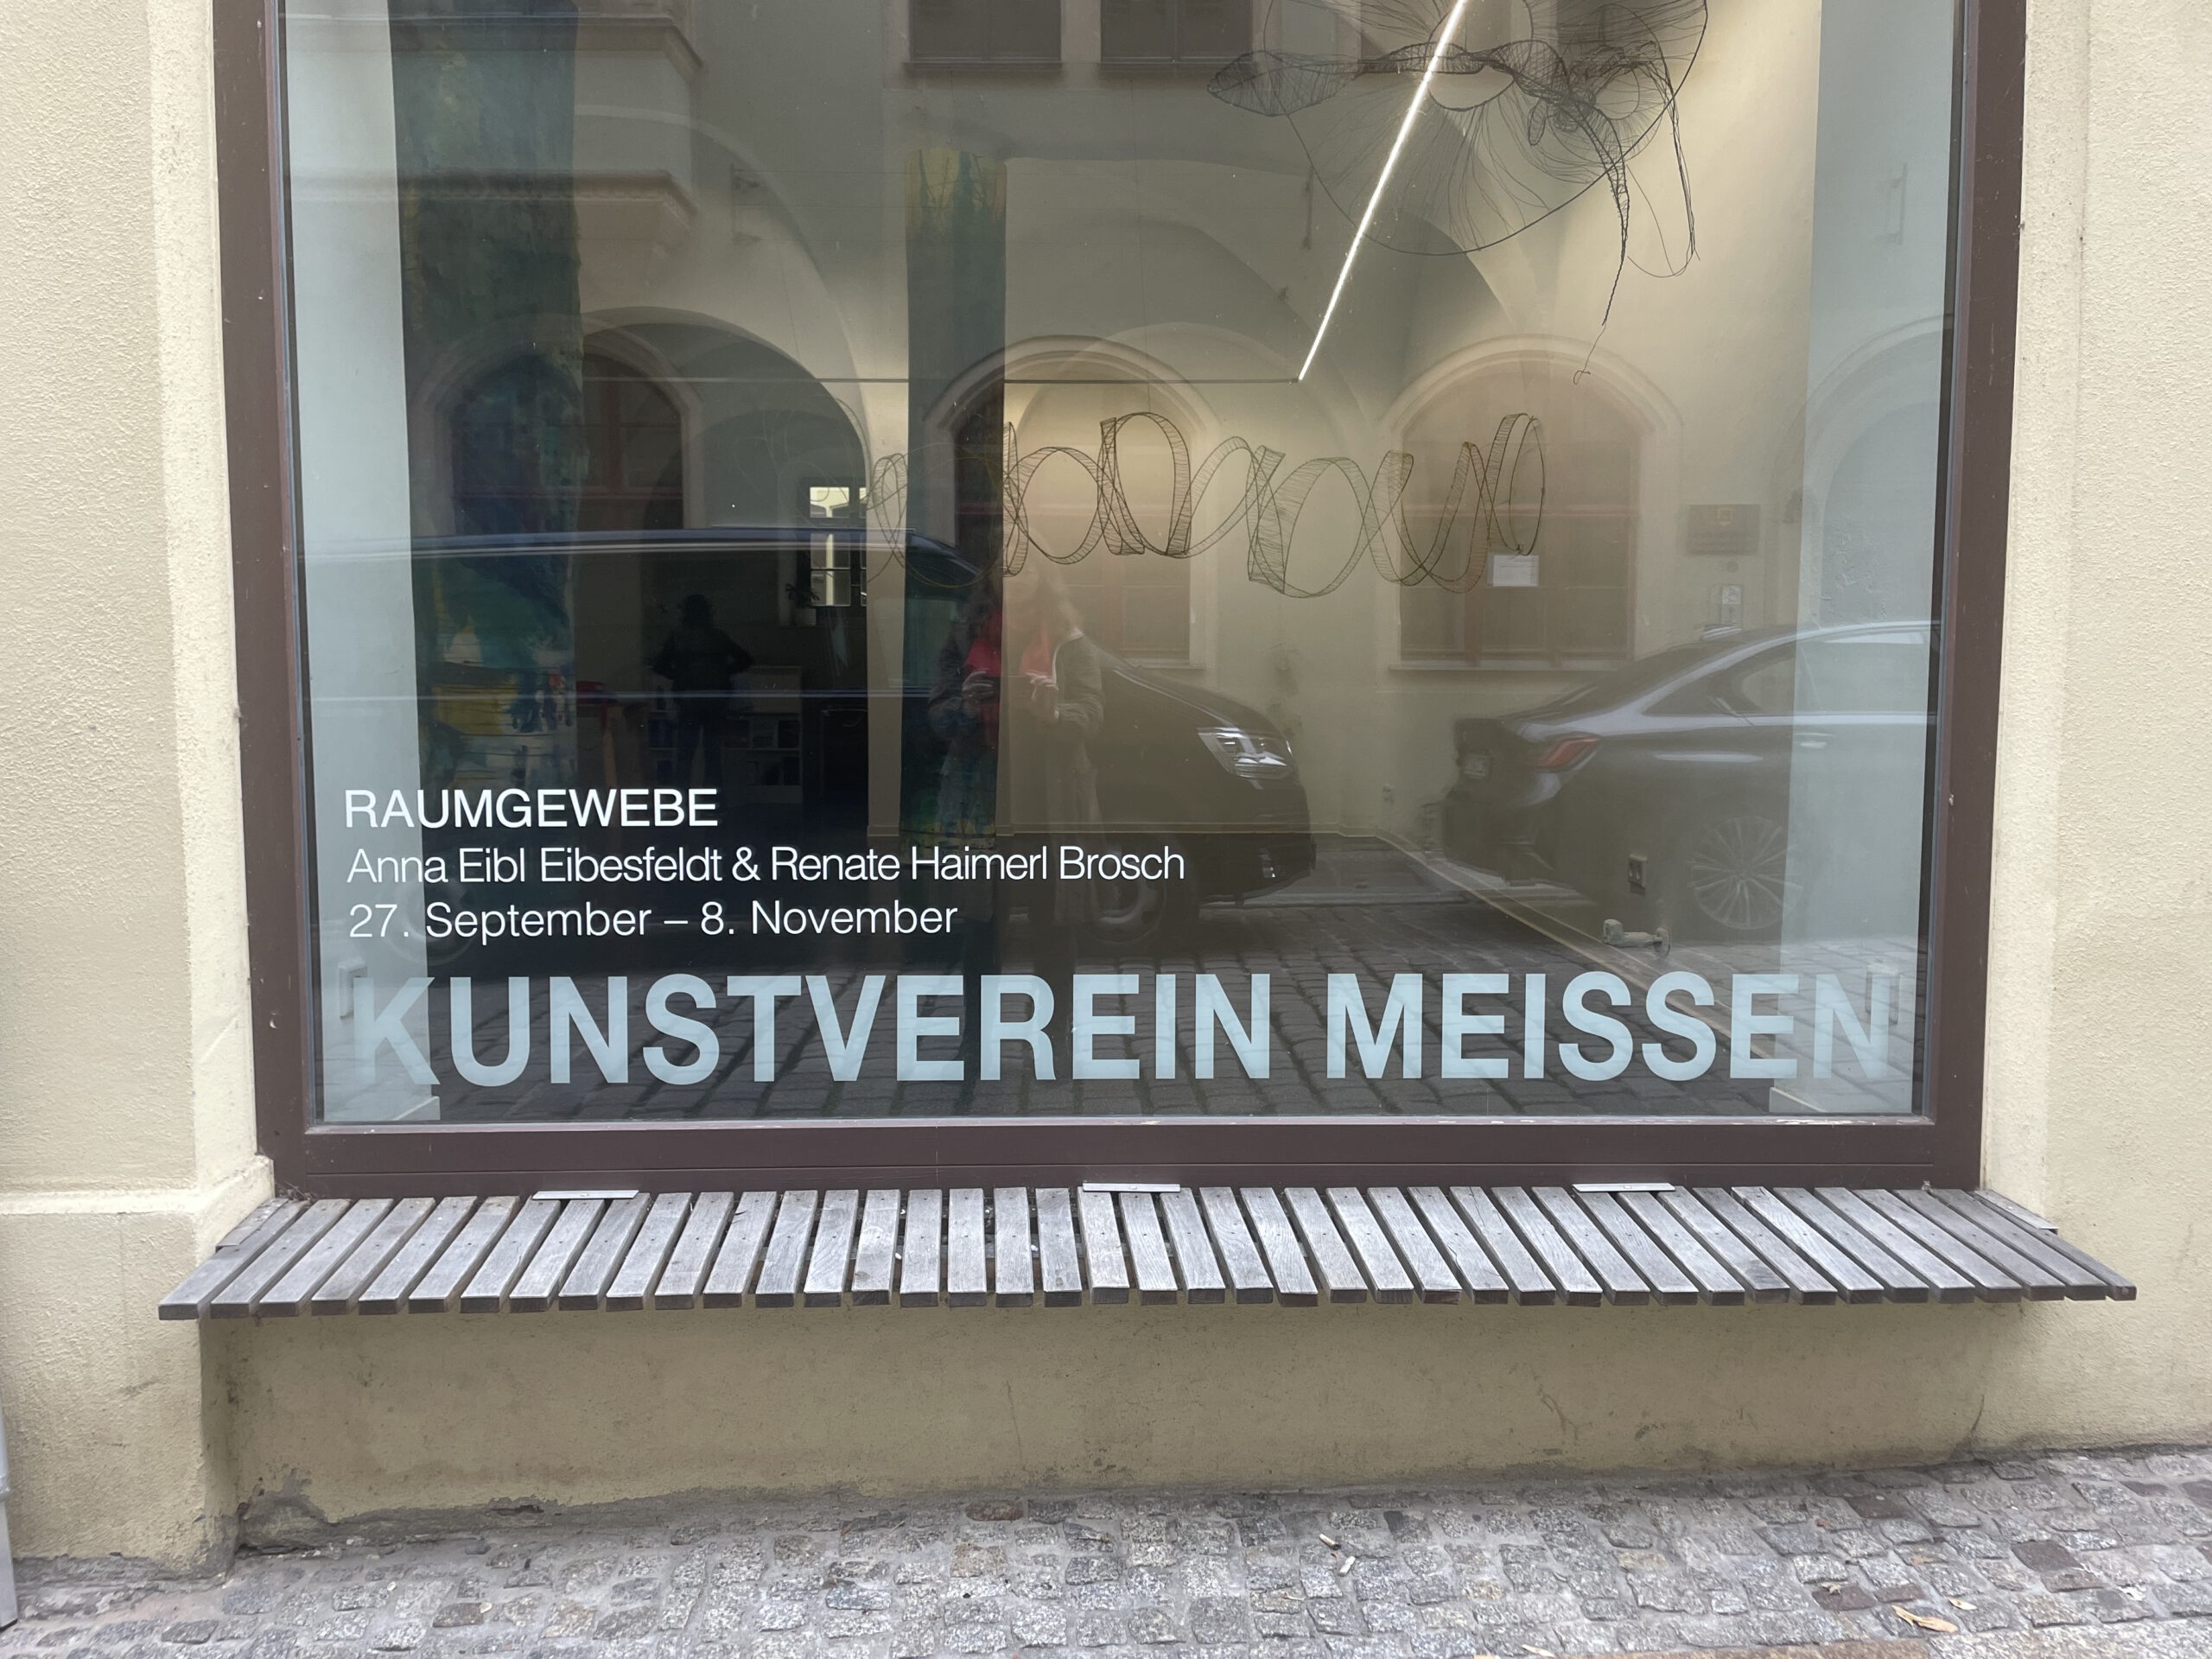 RAUMGEWEBE
Anna Eibl Eibesfeldt & Renate Haimerl Brosch
27. September – 8. November
KUNSTVEREIN MEISSEN